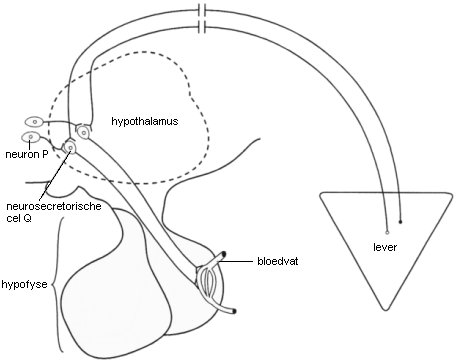 hypothalamus
neuron P
neurosecretorische
cel Q
hypofyse
bloedvat
lever